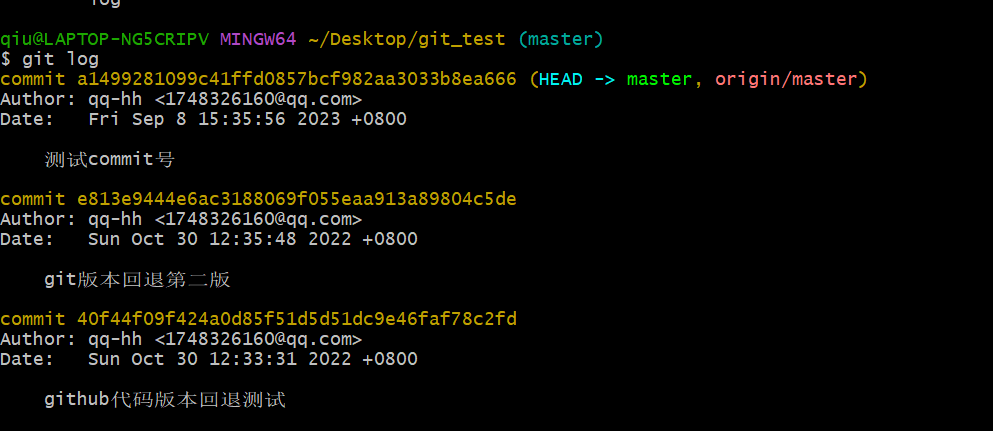 log
qiu@LAPTOP-NG5CRIPV MINGW64 ~/Desktop/git_test (master)
$ git log
commit a1499281099c41ffd0857bcf982aa3033b8ea666 (HEAD -> master, origin/master)
Author: qq-hh <1748326160@qq.com>
Date:   Fri Sep 8 15:35:56 2023 +0800
测试commit号
commit e813e9444e6ac3188069f055eaa913a89804c5de
Author: qq-hh <1748326160@qq.com>
Date:   Sun Oct 30 12:35:48 2022 +0800
git版本回退第二版
commit 40f44f09f424a0d85f51d5d51dc9e46faf78c2fd
Author: qq-hh <1748326160@qq.com>
Date:   Sun Oct 30 12:33:31 2022 +0800
github代码版本回退测试